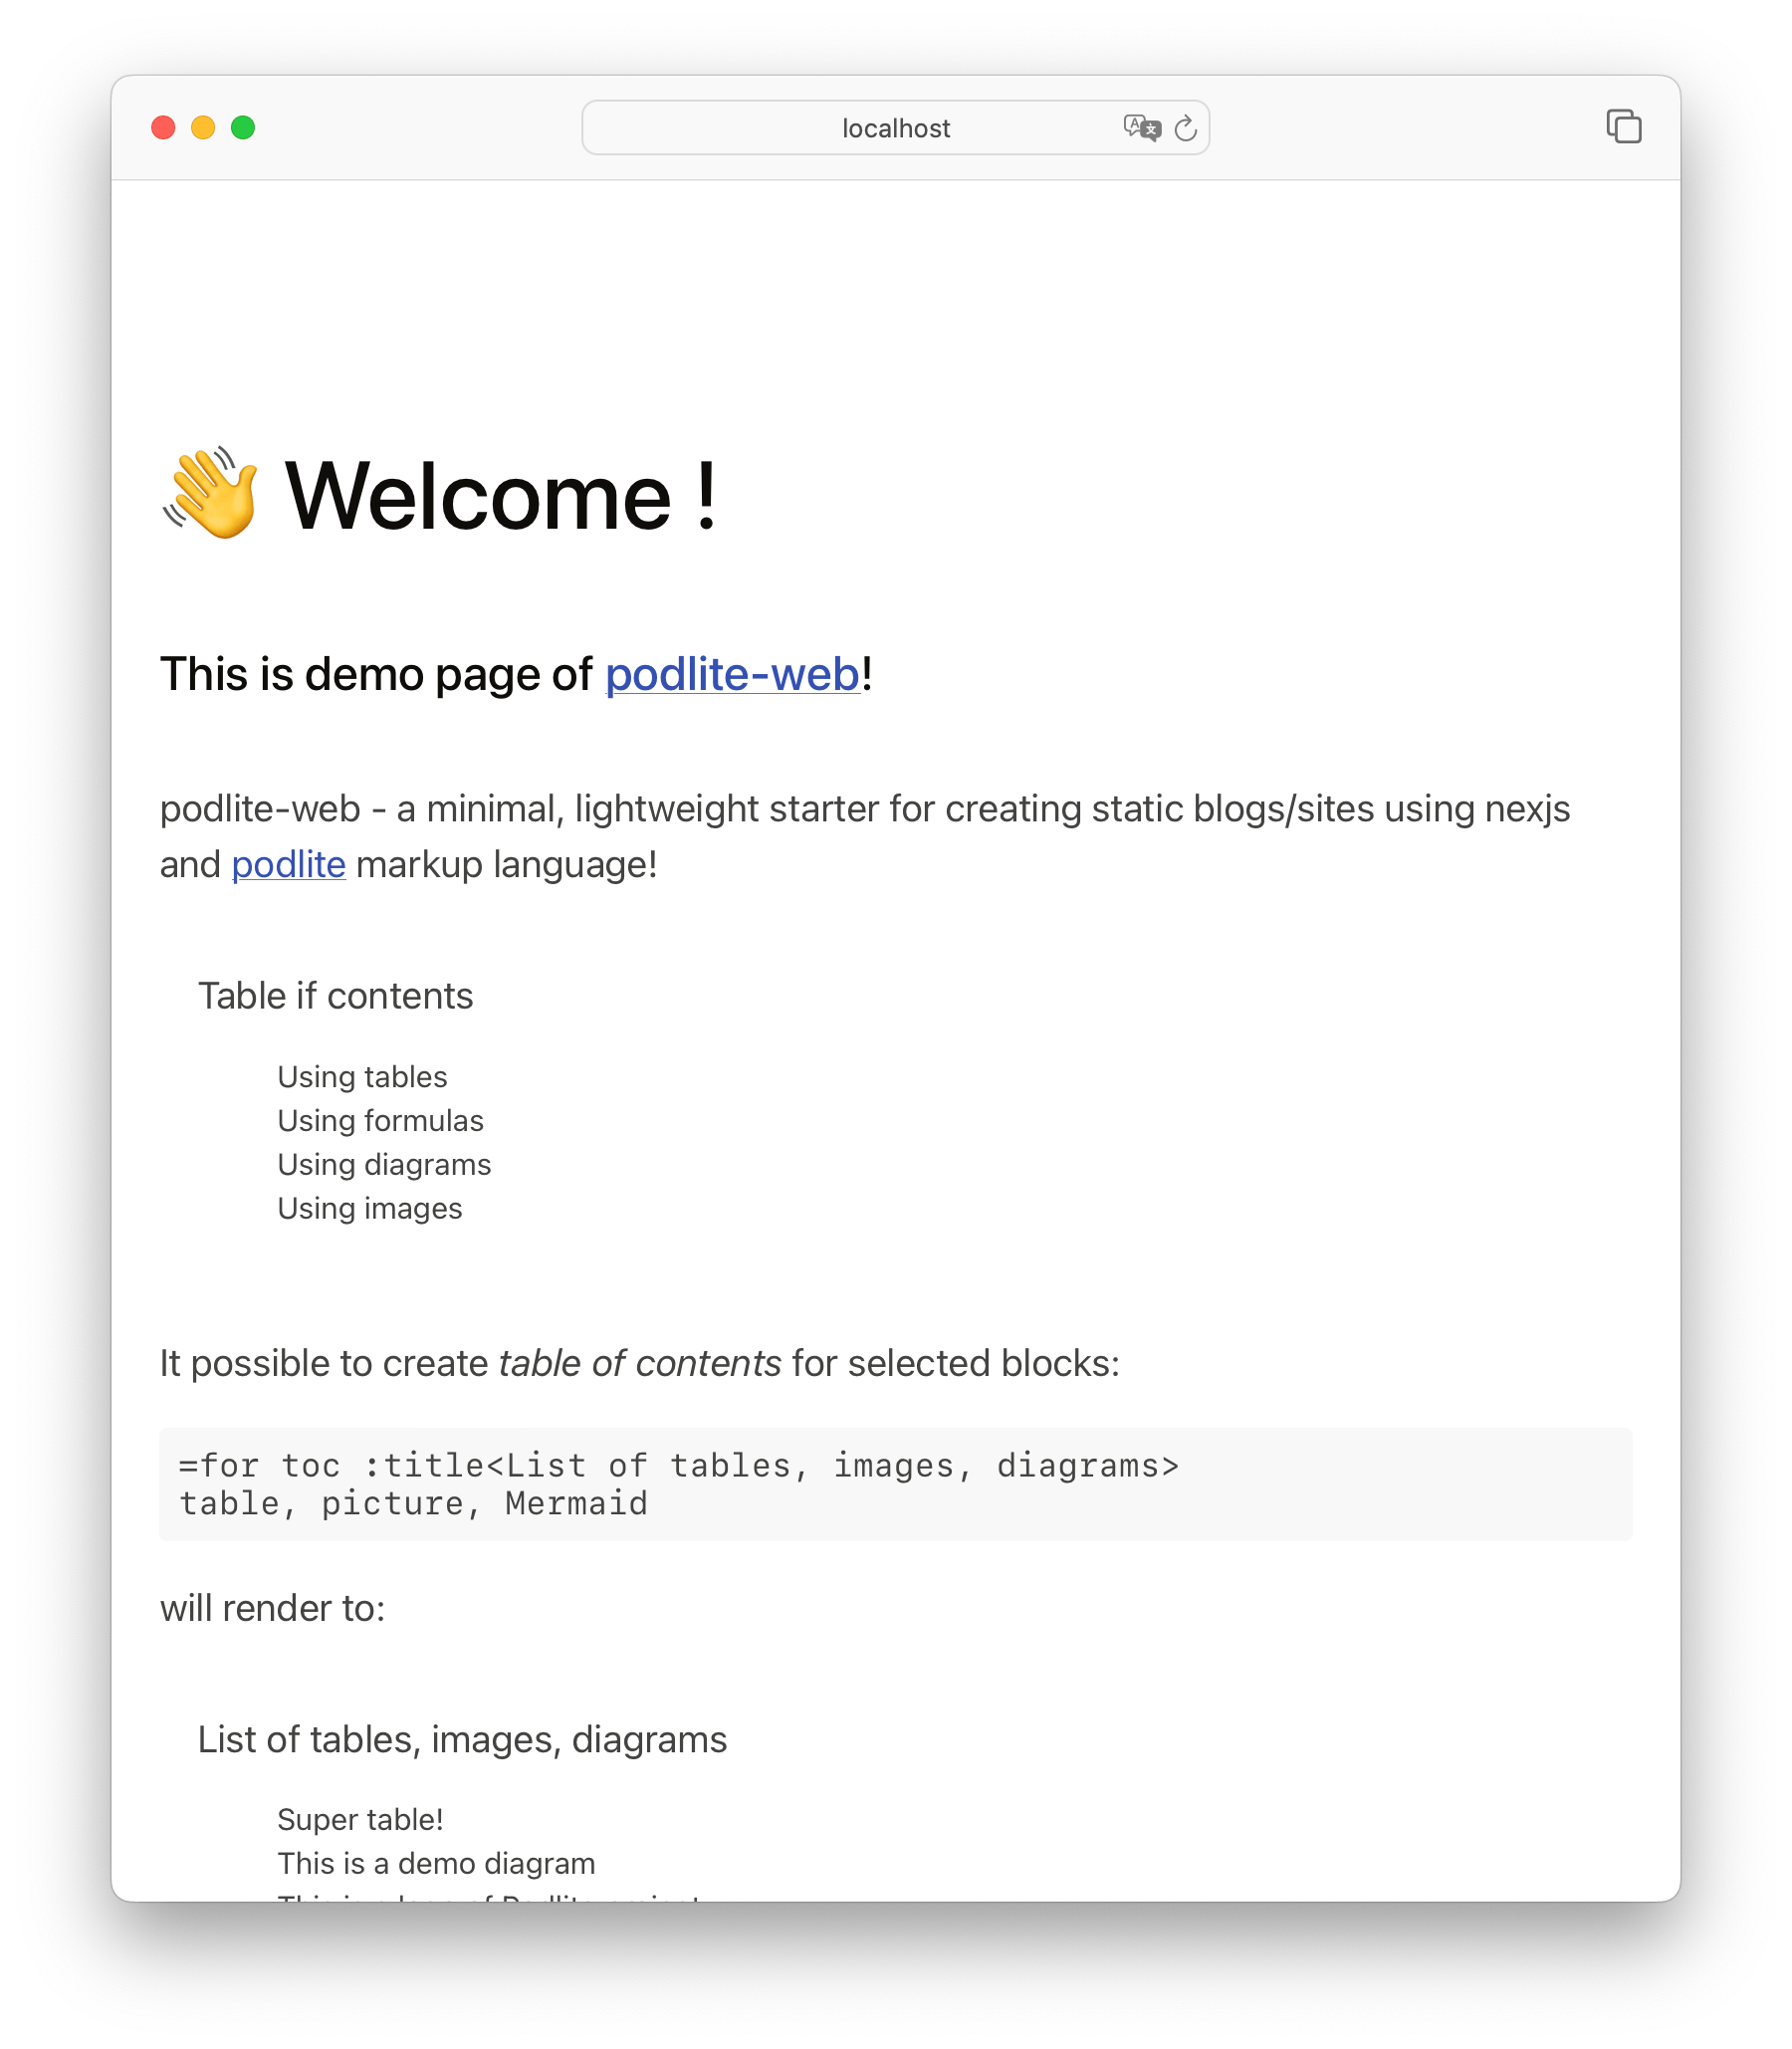 localhost
👋 Welcome !
This is demo page of podlite-web!
podlite-web - a minimal, lightweight starter for creating static blogs/sites using nexjs
and podlite markup language!
Table if contents
Using tables
Using formulas
Using diagrams
Using images
It possible to create table of contents for selected blocks:
=for toc :title<List of tables, images, diagrams>
table, picture, Mermaid
will render to:
List of tables, images, diagrams
Super table!
This is a demo diagram